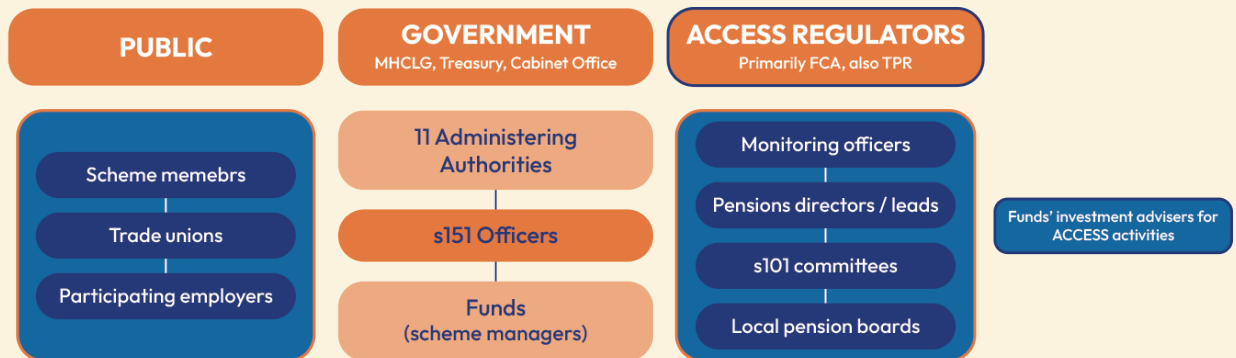 PUBLIC
GOVERNMENT
MHCLG, Treasury, Cabinet Office
ACCESS REGULATORS
Primarily FCA, also TPR
Scheme memebrs
Trade unions
Participating employers
11 Administering
Authorities
s151 Officers
Funds
(scheme managers)
Monitoring officers
Pensions directors / leads
s101 committees
Local pension boards
Funds’ investment advisers for
ACCESS activities